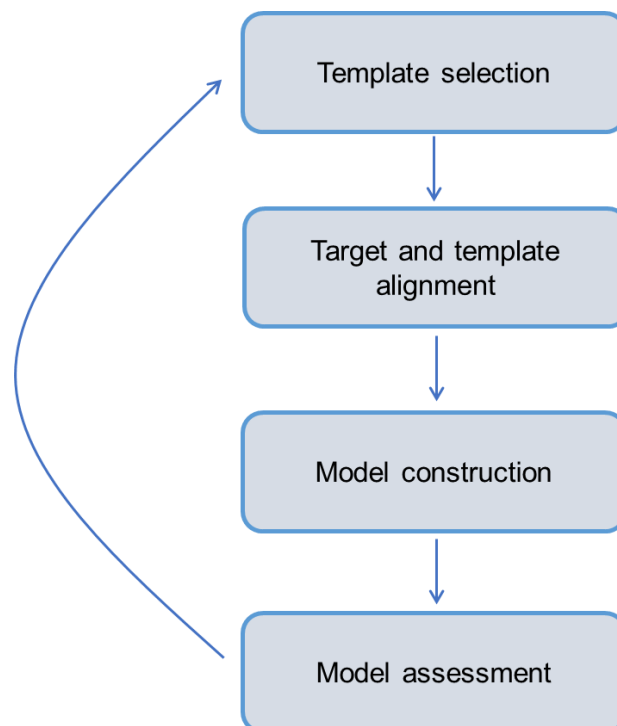 Template selection
Target and template
alignment
Model construction
Model assessment